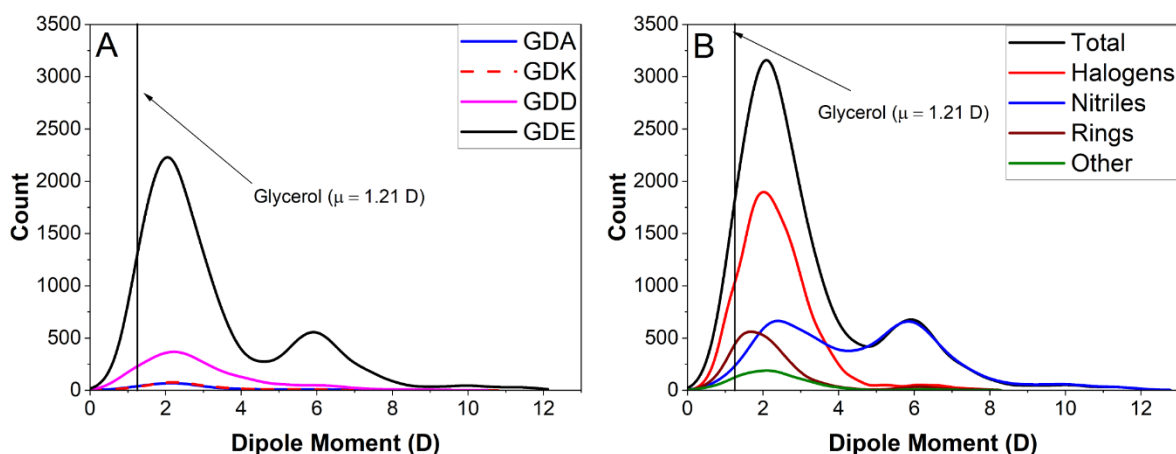 A
3500
3000
2500
2000
1500
1000
500
0
Count
0 2 4 6 8 10 12
Dipole Moment (D)
GDA
GDK
GDD
GDE
Glycerol (μ = 1.21 D)
B
3500
3000
2500
2000
1500
1000
500
0
Count
0 2 4 6 8 10 12
Dipole Moment (D)
Total
Halogens
Nitriles
Rings
Other
Glycerol (μ = 1.21 D)